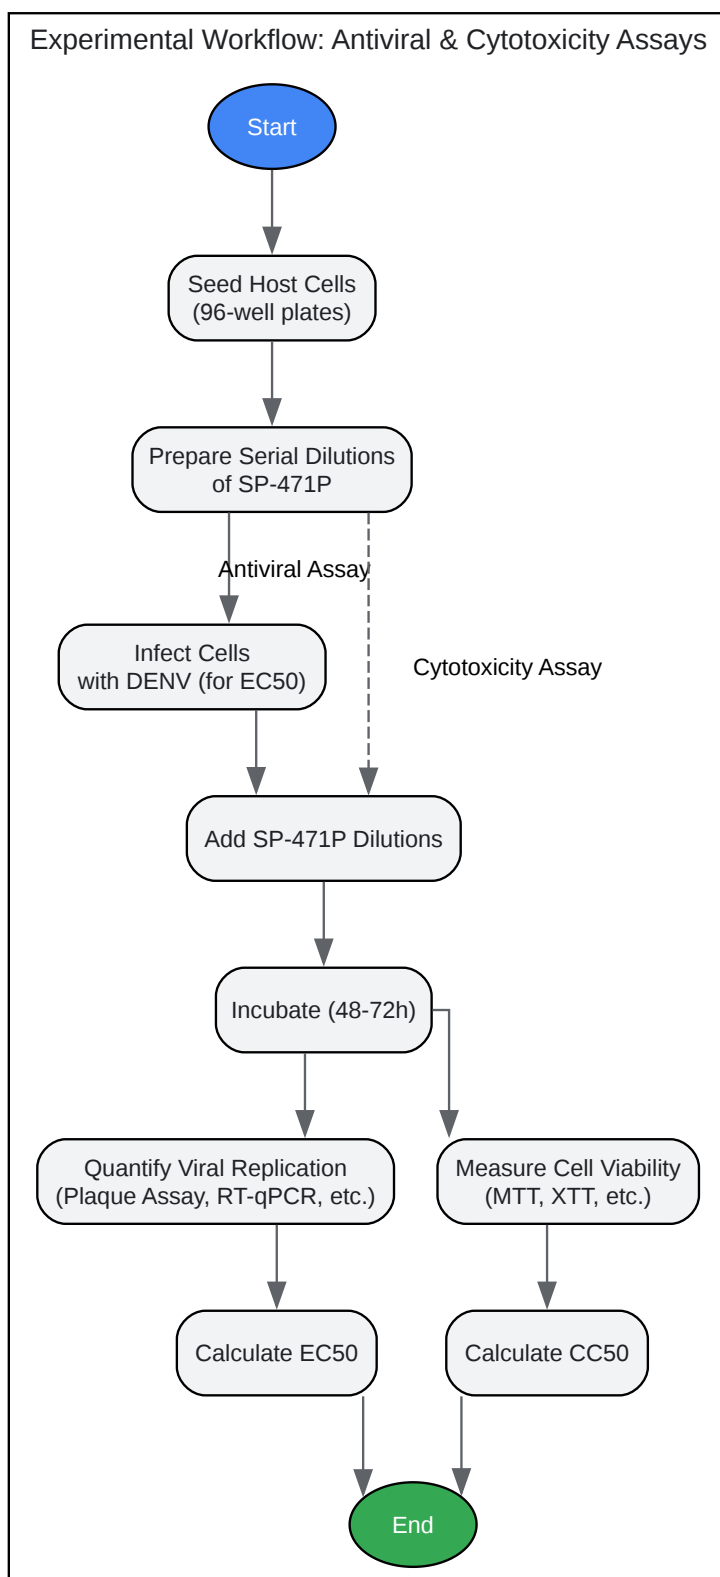 Experimental Workflow: Antiviral & Cytotoxicity Assays
Start
Seed Host Cells
(96-well plates)
Prepare Serial Dilutions
of SP-471P
Antiviral Assay
Infect Cells
with DENV (for EC50)
Cytotoxicity Assay
Add SP-471P Dilutions
Incubate (48-72h)
Quantify Viral Replication
(Plaque Assay, RT-qPCR, etc.)
Measure Cell Viability
(MTT, XTT, etc.)
Calculate EC50
Calculate CC50
End